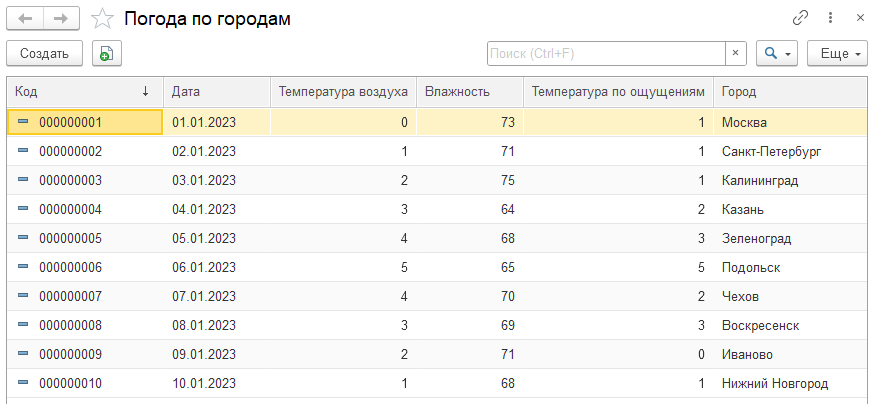 Погода по городам
Создать Поиск (Ctrl+F) × Еще
Код ↓ Дата Температура воздуха Влажность Температура по ощущениям Город
000000001 01.01.2023 0 73 1 Москва
000000002 02.01.2023 1 71 1 Санкт-Петербург
000000003 03.01.2023 2 75 1 Калининград
000000004 04.01.2023 3 64 2 Казань
000000005 05.01.2023 4 68 3 Зеленоград
000000006 06.01.2023 5 65 5 Подольск
000000007 07.01.2023 4 70 2 Чехов
000000008 08.01.2023 3 69 3 Воскресенск
000000009 09.01.2023 2 71 0 Иваново
000000010 10.01.2023 1 68 1 Нижний Новгород